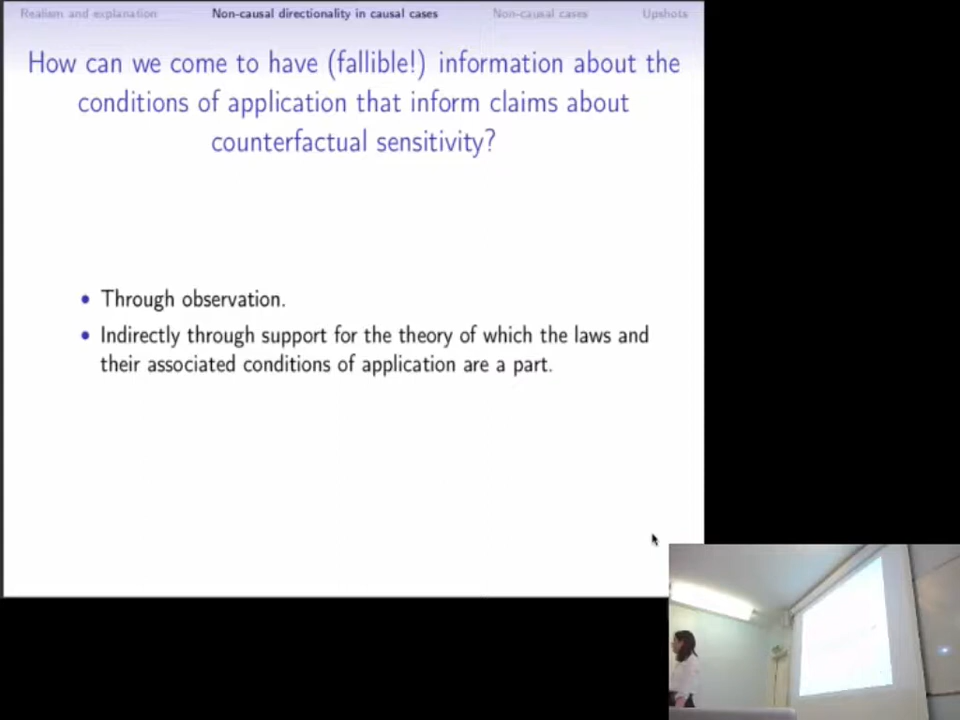 Realism and explanation Non-causal directionality in causal cases Non-causal cases Upshots
How can we come to have (fallible!) information about the
conditions of application that inform claims about
counterfactual sensitivity?
• Through observation.
• Indirectly through support for the theory of which the laws and
their associated conditions of application are a part.